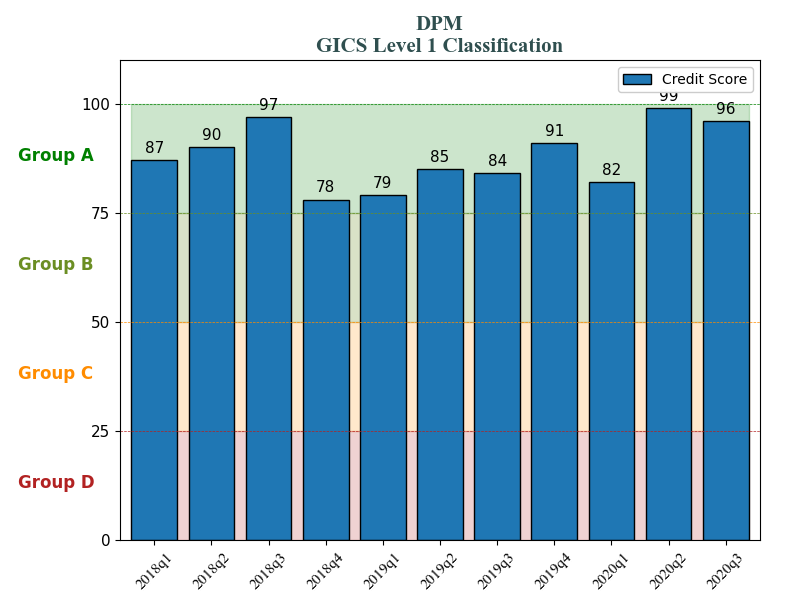 DPM
GICS Level 1 Classification
Credit Score
100
75
50
25
0
Group A
Group B
Group C
Group D
87
90
97
78
79
85
84
91
82
99
96
2018q1
2018q2
2018q3
2018q4
2019q1
2019q2
2019q3
2019q4
2020q1
2020q2
2020q3